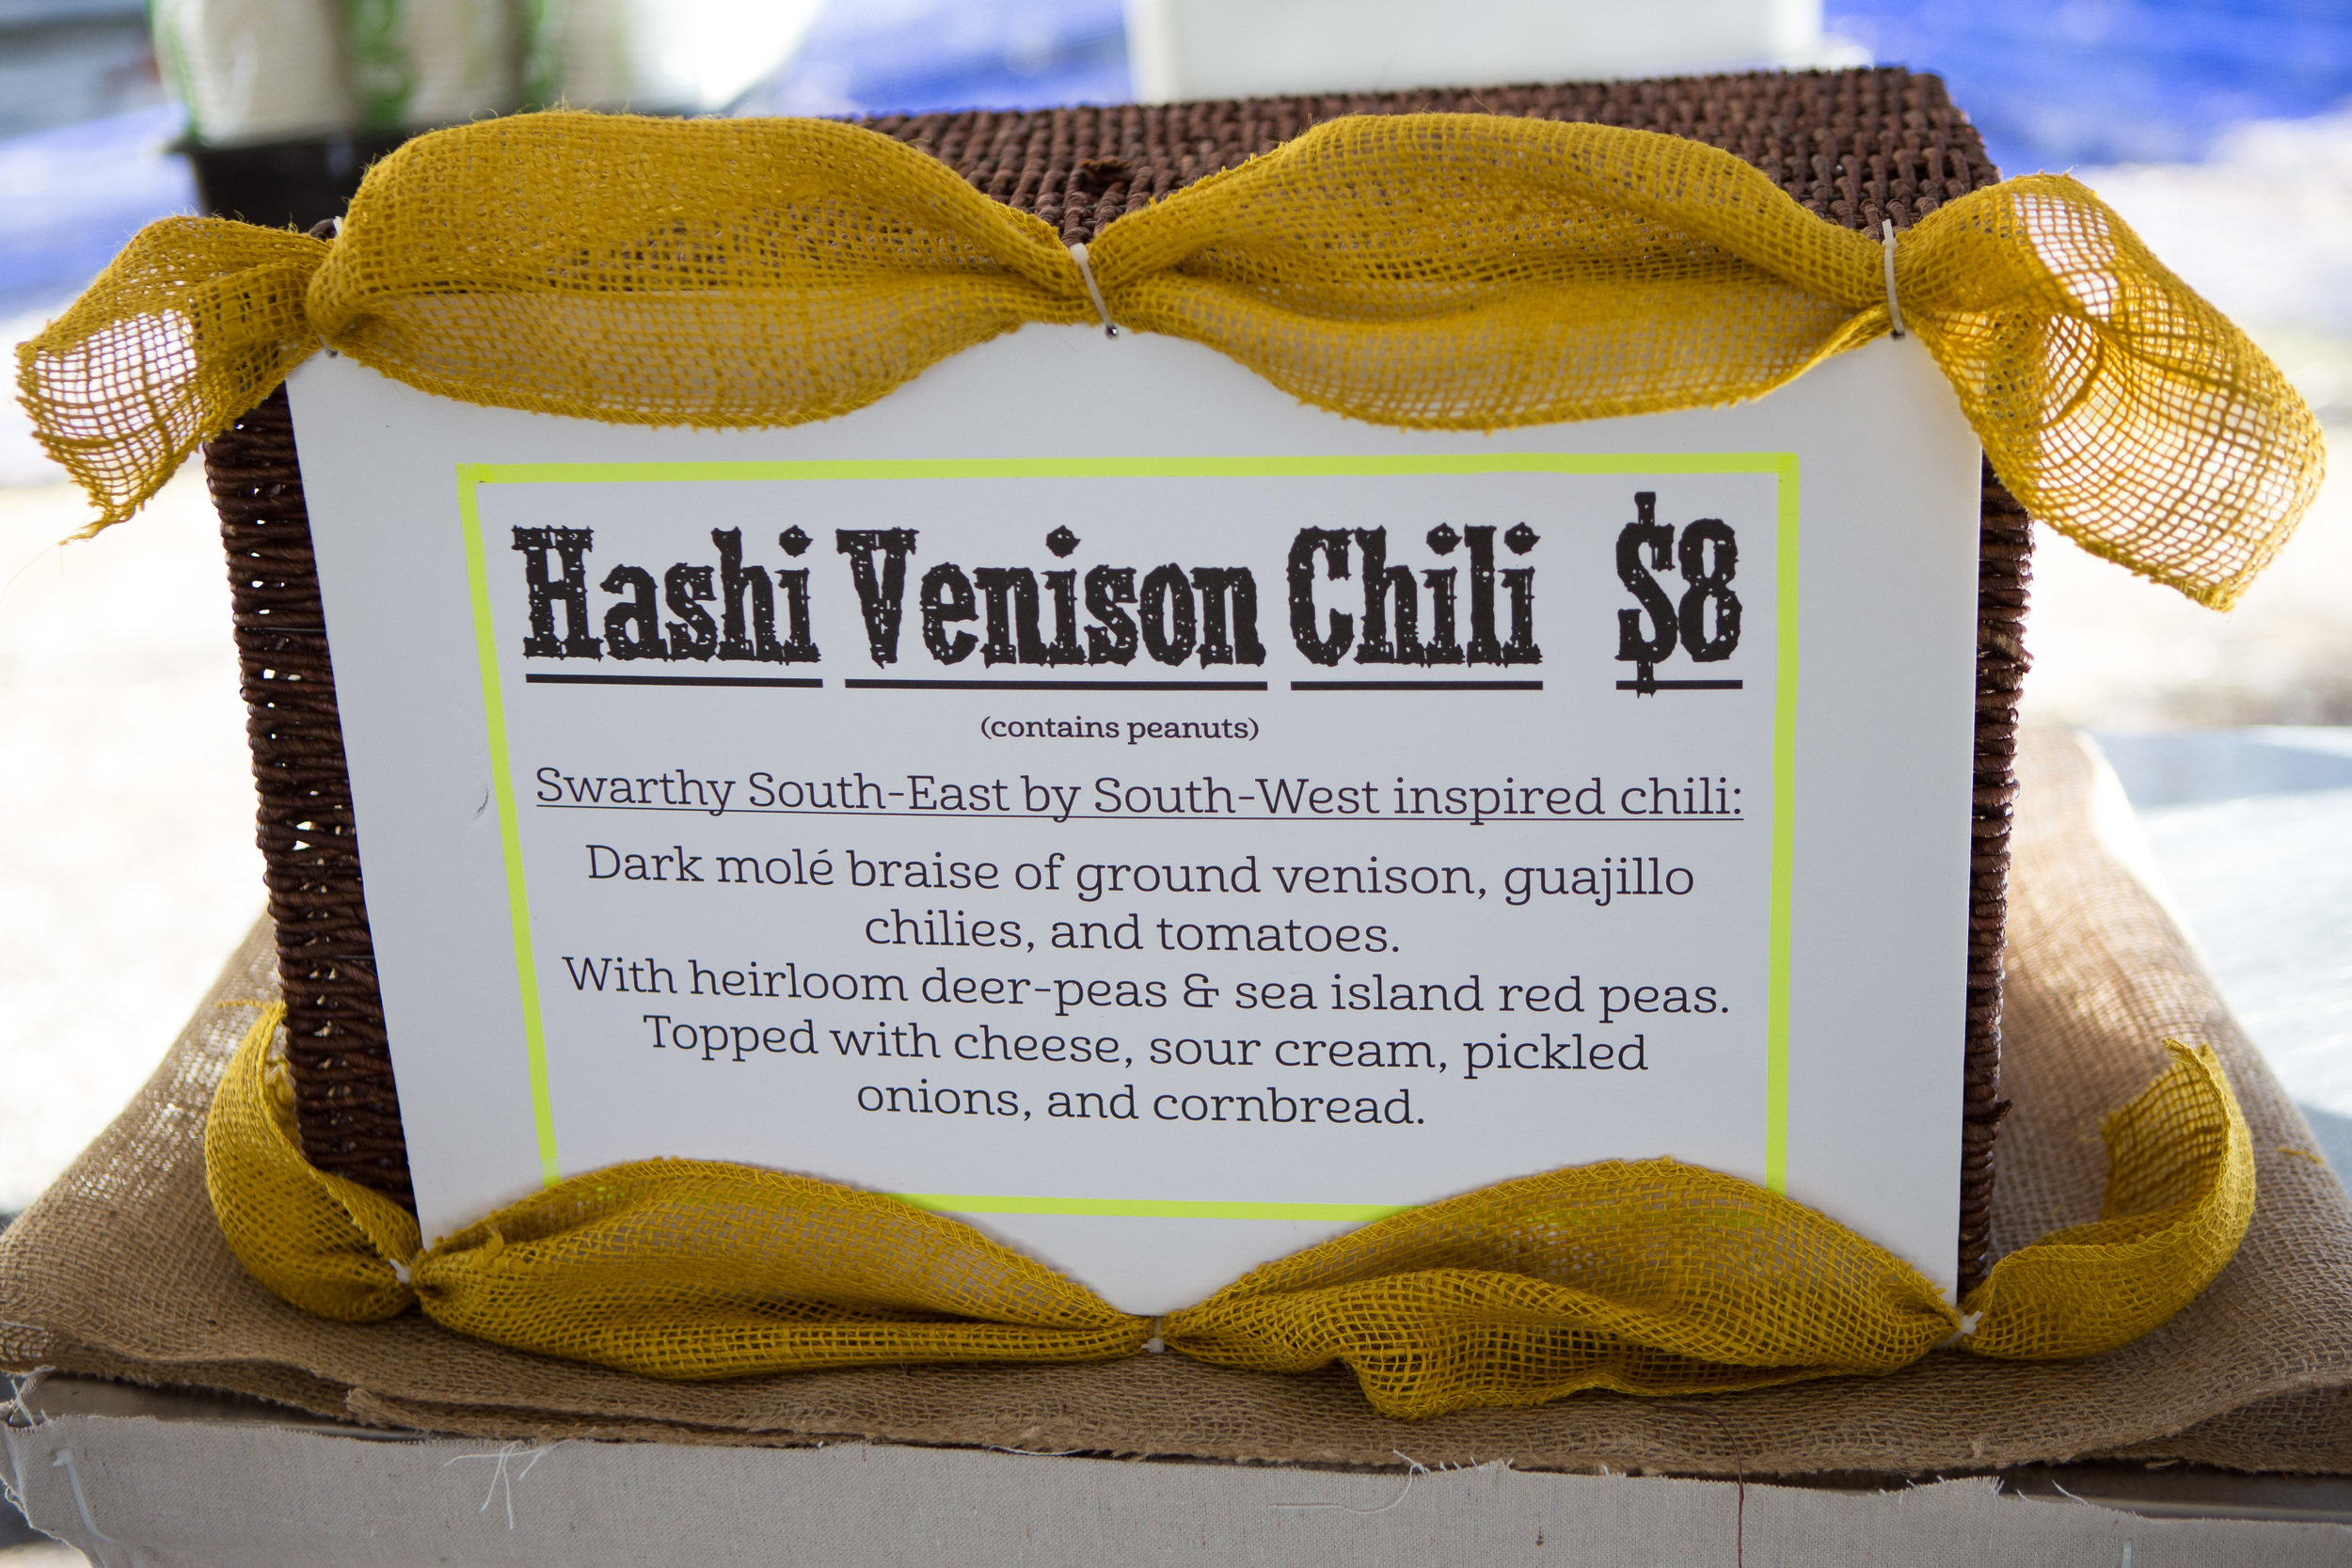 Hashi Venison Chili $8
(contains peanuts)
Swarthy South-East by South-West inspired chili:
Dark molé braise of ground venison, guajillo
chilies, and tomatoes.
With heirloom deer-peas & sea island red peas.
Topped with cheese, sour cream, pickled
onions, and cornbread.